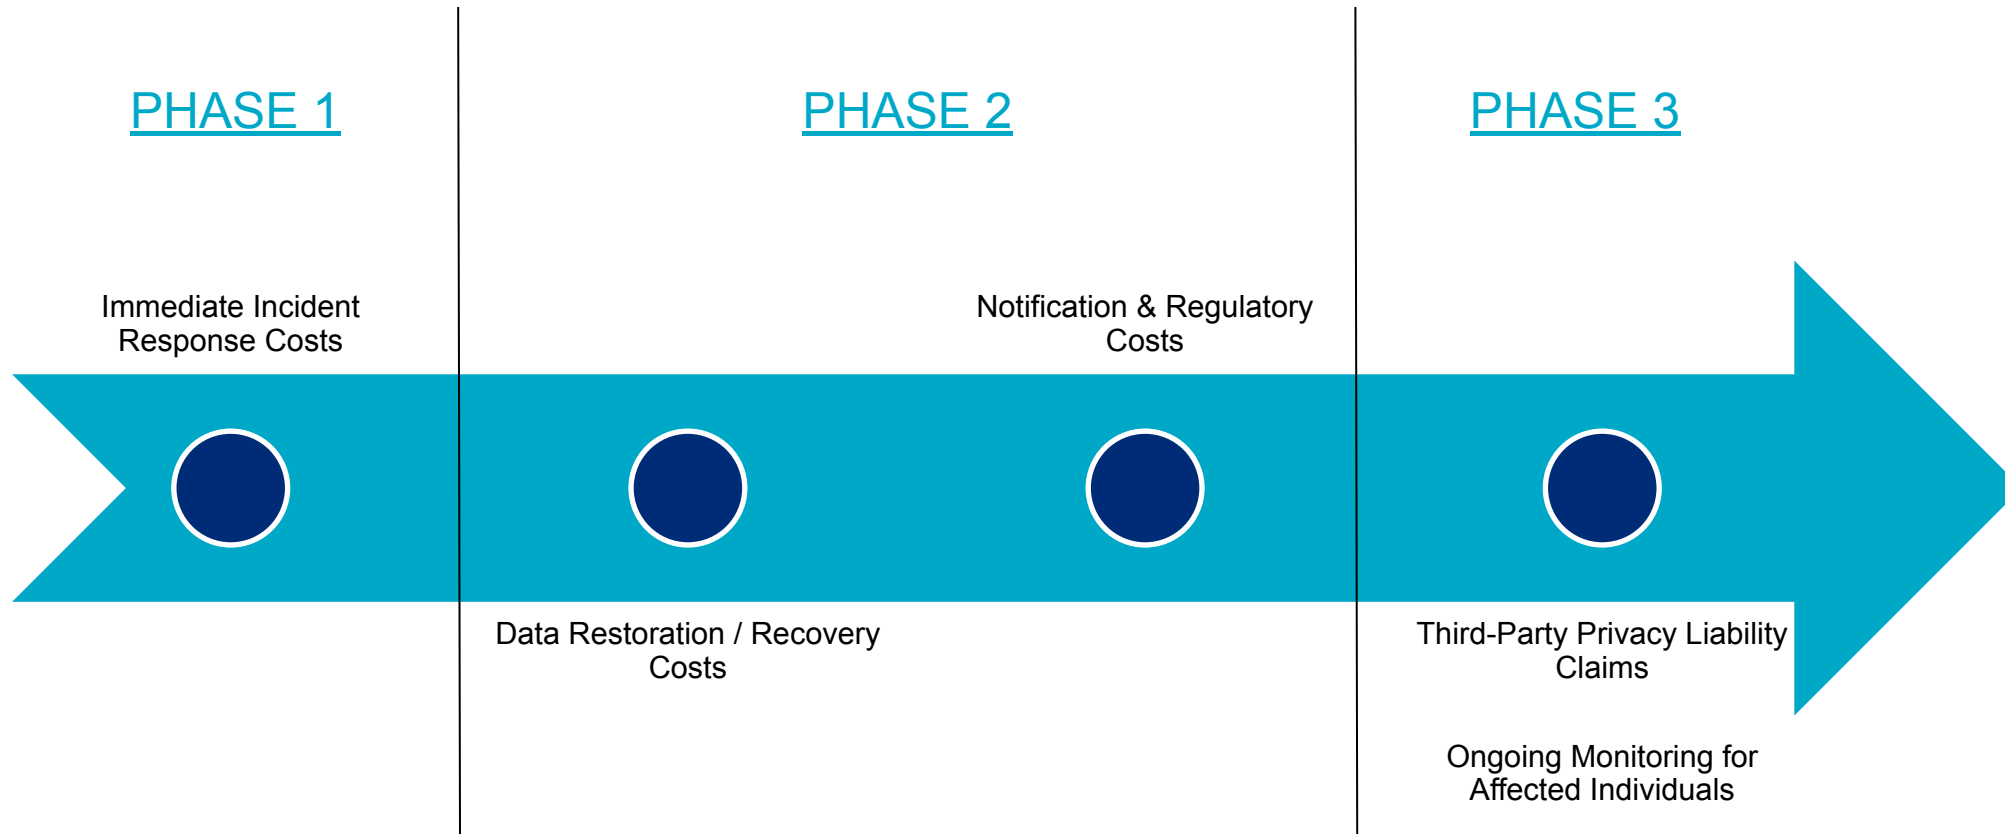 PHASE 1
PHASE 2
PHASE 3
Immediate Incident
Response Costs
Notification & Regulatory
Costs
Data Restoration / Recovery
Costs
Third-Party Privacy Liability
Claims
Ongoing Monitoring for
Affected Individuals